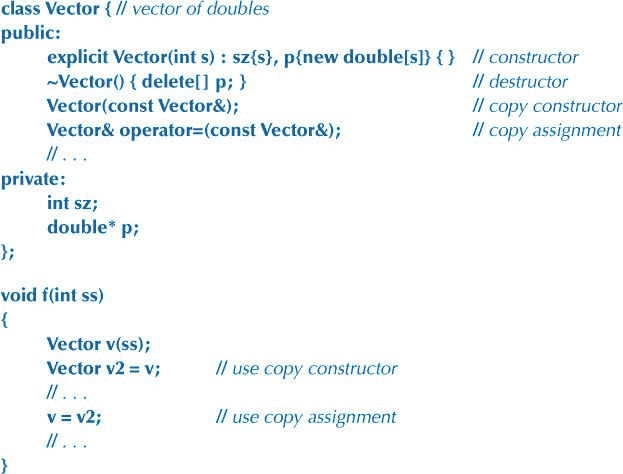 class Vector { // vector of doubles
public:
explicit Vector(int s) : sz{s}, p{new double[s]} { } // constructor
~Vector() { delete[] p; } // destructor
Vector(const Vector&); // copy constructor
Vector& operator=(const Vector&); // copy assignment
// . . .
private:
int sz;
double* p;
};
void f(int ss)
{
Vector v(ss);
Vector v2 = v; // use copy constructor
// . . .
v = v2; // use copy assignment
// . . .
}